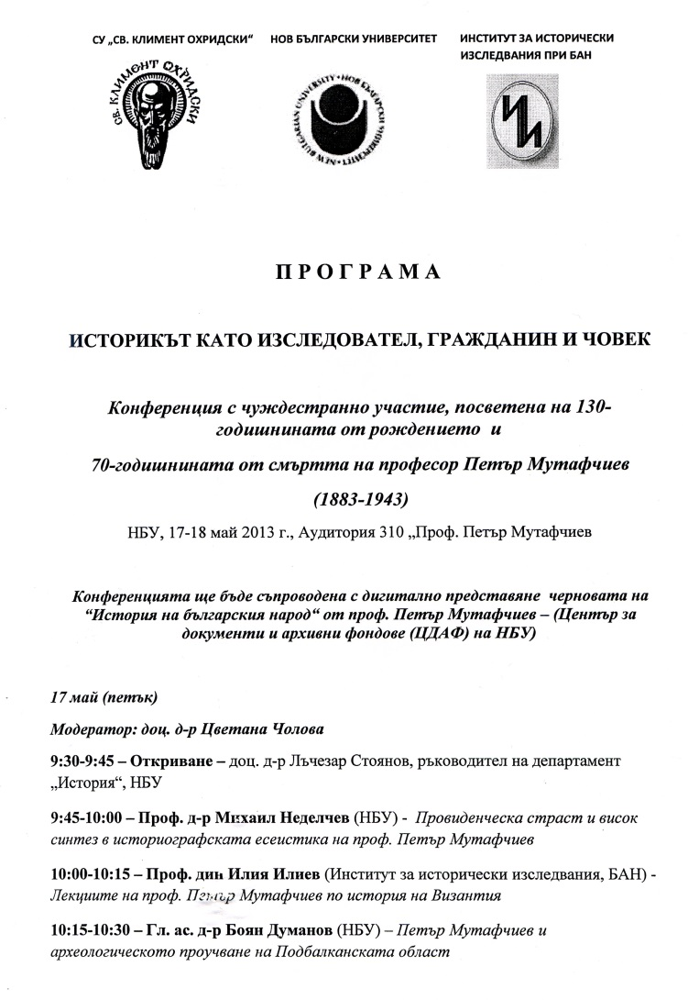 СУ „СВ. КЛИМЕНТ ОХРИДСКИ“ НОВ БЪЛГАРСКИ УНИВЕРСИТЕТ ИНСТИТУТ ЗА ИСТОРИЧЕСКИ
ИЗСЛЕДВАНИЯ ПРИ БАН
СВ. КЛИМЕНТ ОХРИДСКИ
НОВ БЪЛГАРСКИ УНИВЕРСИТЕТ • NEW BULGARIAN UNIVERSITY •
ИИ
ПРОГРАМА
ИСТОРИКЪТ КАТО ИЗСЛЕДОВАТЕЛ, ГРАЖДАНИН И ЧОВЕК
Конференция с чуждестранно участие, посветена на 130-
годишнината от рождението и
70-годишнината от смъртта на професор Петър Мутафчиев
(1883-1943)
НБУ, 17-18 май 2013 г., Аудитория 310 „Проф. Петър Мутафчиев
Конференцията ще бъде съпроводена с дигитално представяне черновата на
“История на българския народ“ от проф. Петър Мутафчиев – (Център за
документи и архивни фондове (ЦДАФ) на НБУ)
17 май (петък)
Модератор: доц. д-р Цветана Чолова
9:30-9:45 – Откриване – доц. д-р Лъчезар Стоянов, ръководител на департамент
„История“, НБУ
9:45-10:00 – Проф. д-р Михаил Неделчев (НБУ) - Провиденческа страст и висок
синтез в историографската есеистика на проф. Петър Мутафчиев
10:00-10:15 – Проф. дин Илия Илиев (Институт за исторически изследвания, БАН) -
Лекциите на проф. Петър Мутафчиев по история на Византия
10:15-10:30 – Гл. ас. д-р Боян Думанов (НБУ) – Петър Мутафчиев и
археологическото проучване на Подбалканската област